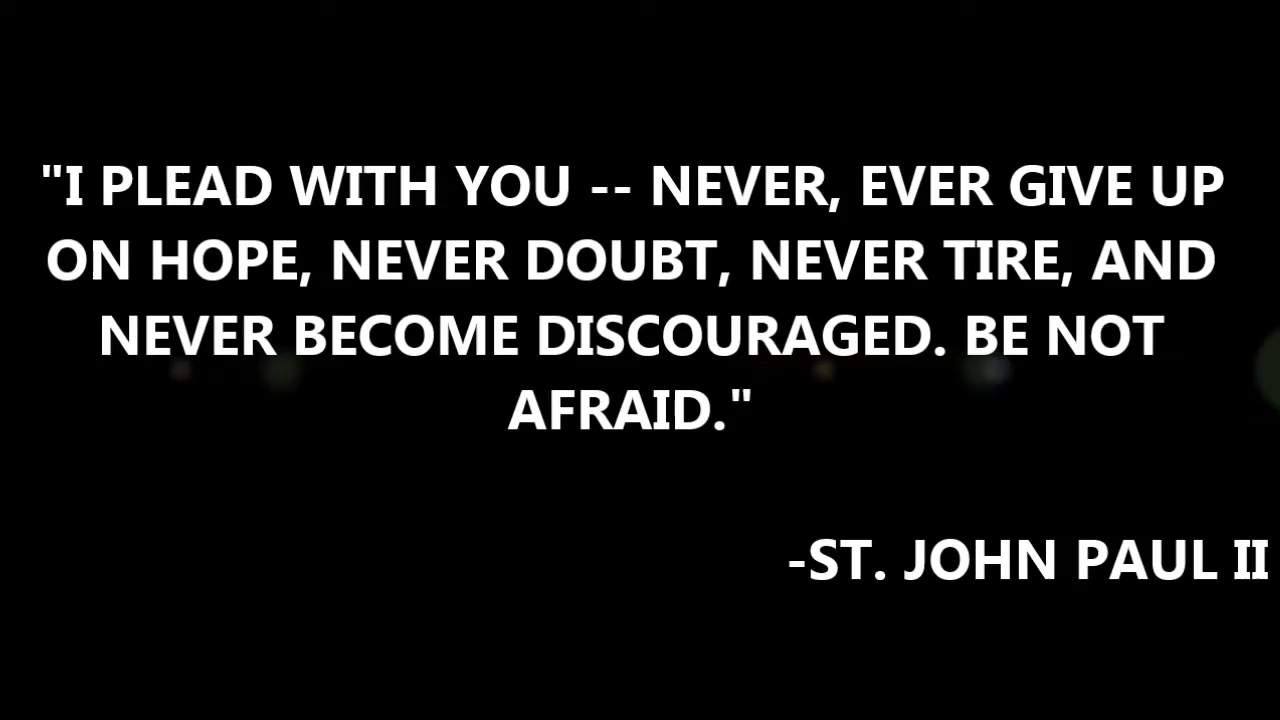 "I PLEAD WITH YOU -- NEVER, EVER GIVE UP
ON HOPE, NEVER DOUBT, NEVER TIRE, AND
NEVER BECOME DISCOURAGED. BE NOT
AFRAID."
-ST. JOHN PAUL II